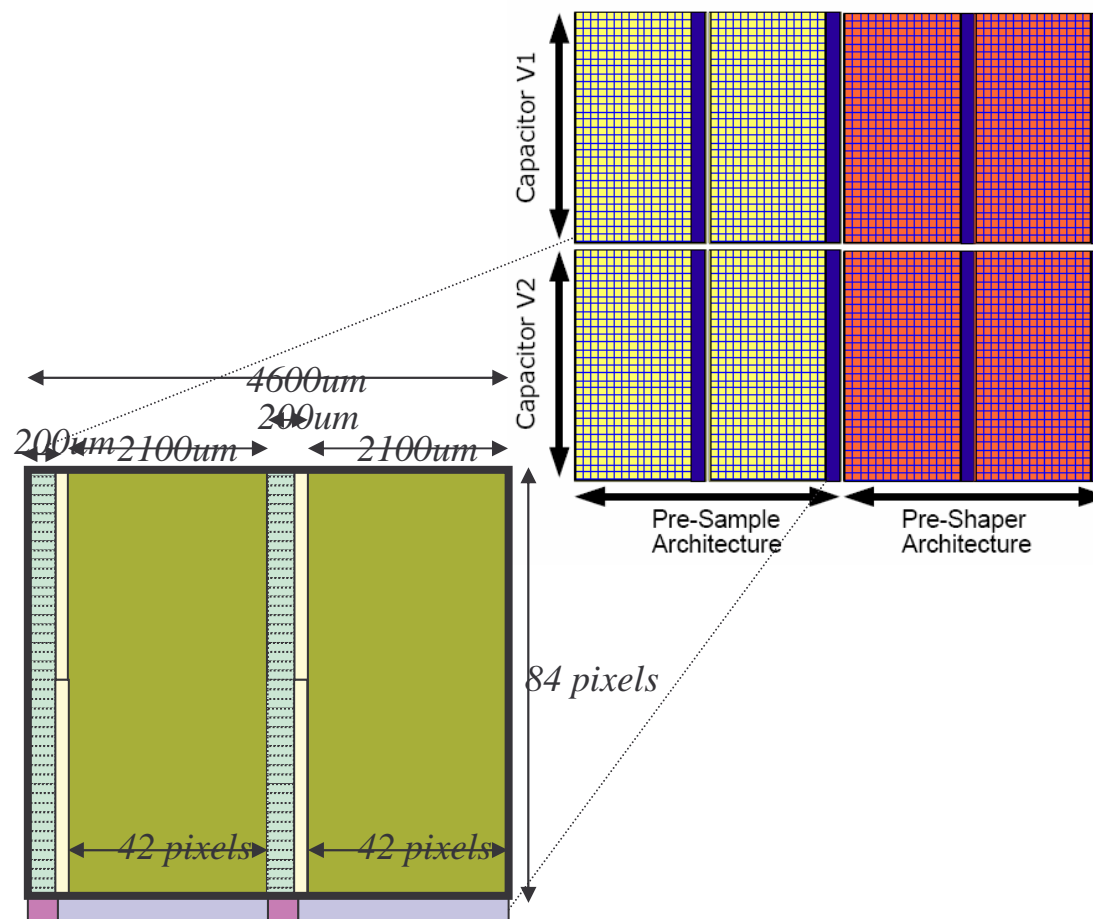 Capacitor V1
Capacitor V2
Pre-Sample
Architecture
Pre-Shaper
Architecture
4600um
200um
200um
2100um
2100um
84 pixels
42 pixels
42 pixels